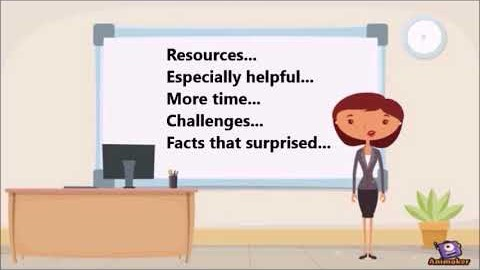 Resources...
Especially helpful...
More time...
Challenges...
Facts that surprised...
Animaker